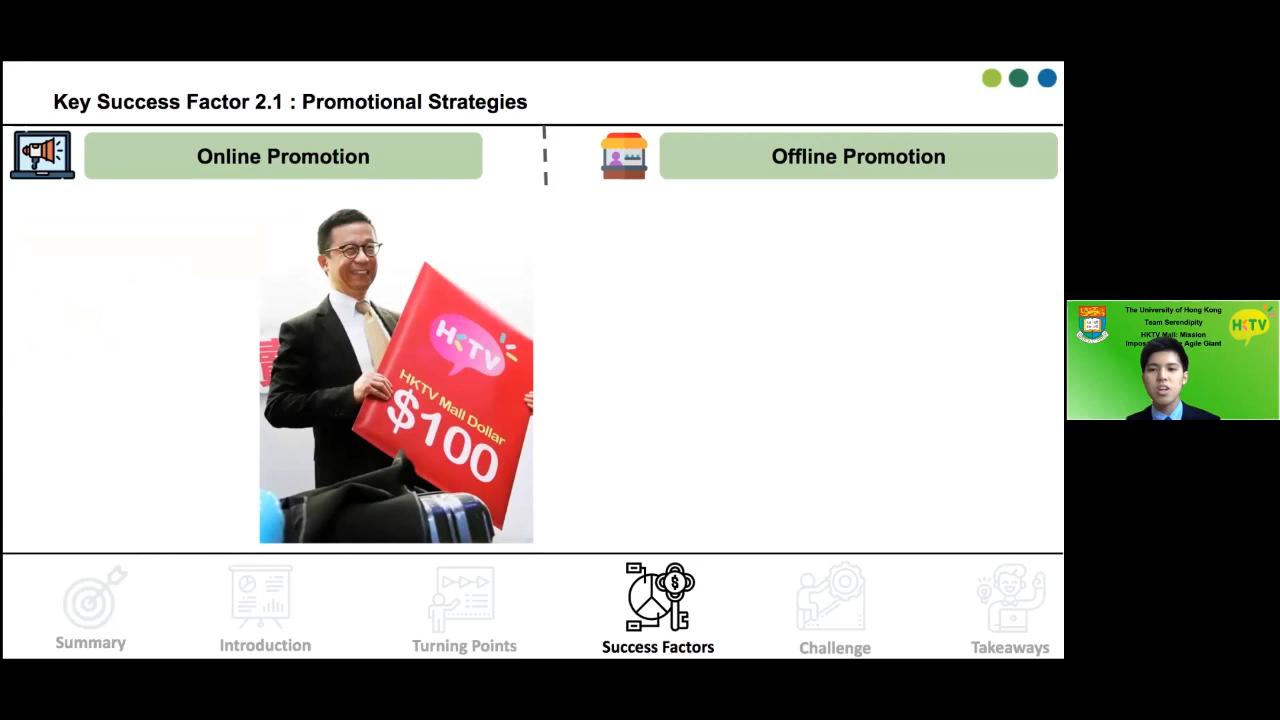 Key Success Factor 2.1 : Promotional Strategies
Online Promotion
Offline Promotion
HKTV
HKTV Mall Dollar
$100
The University of Hong Kong
Team Serendipity
HKTV Mall: Mission
HKTV
Summary
Introduction
Turning Points
Success Factors
Challenge
Takeaways